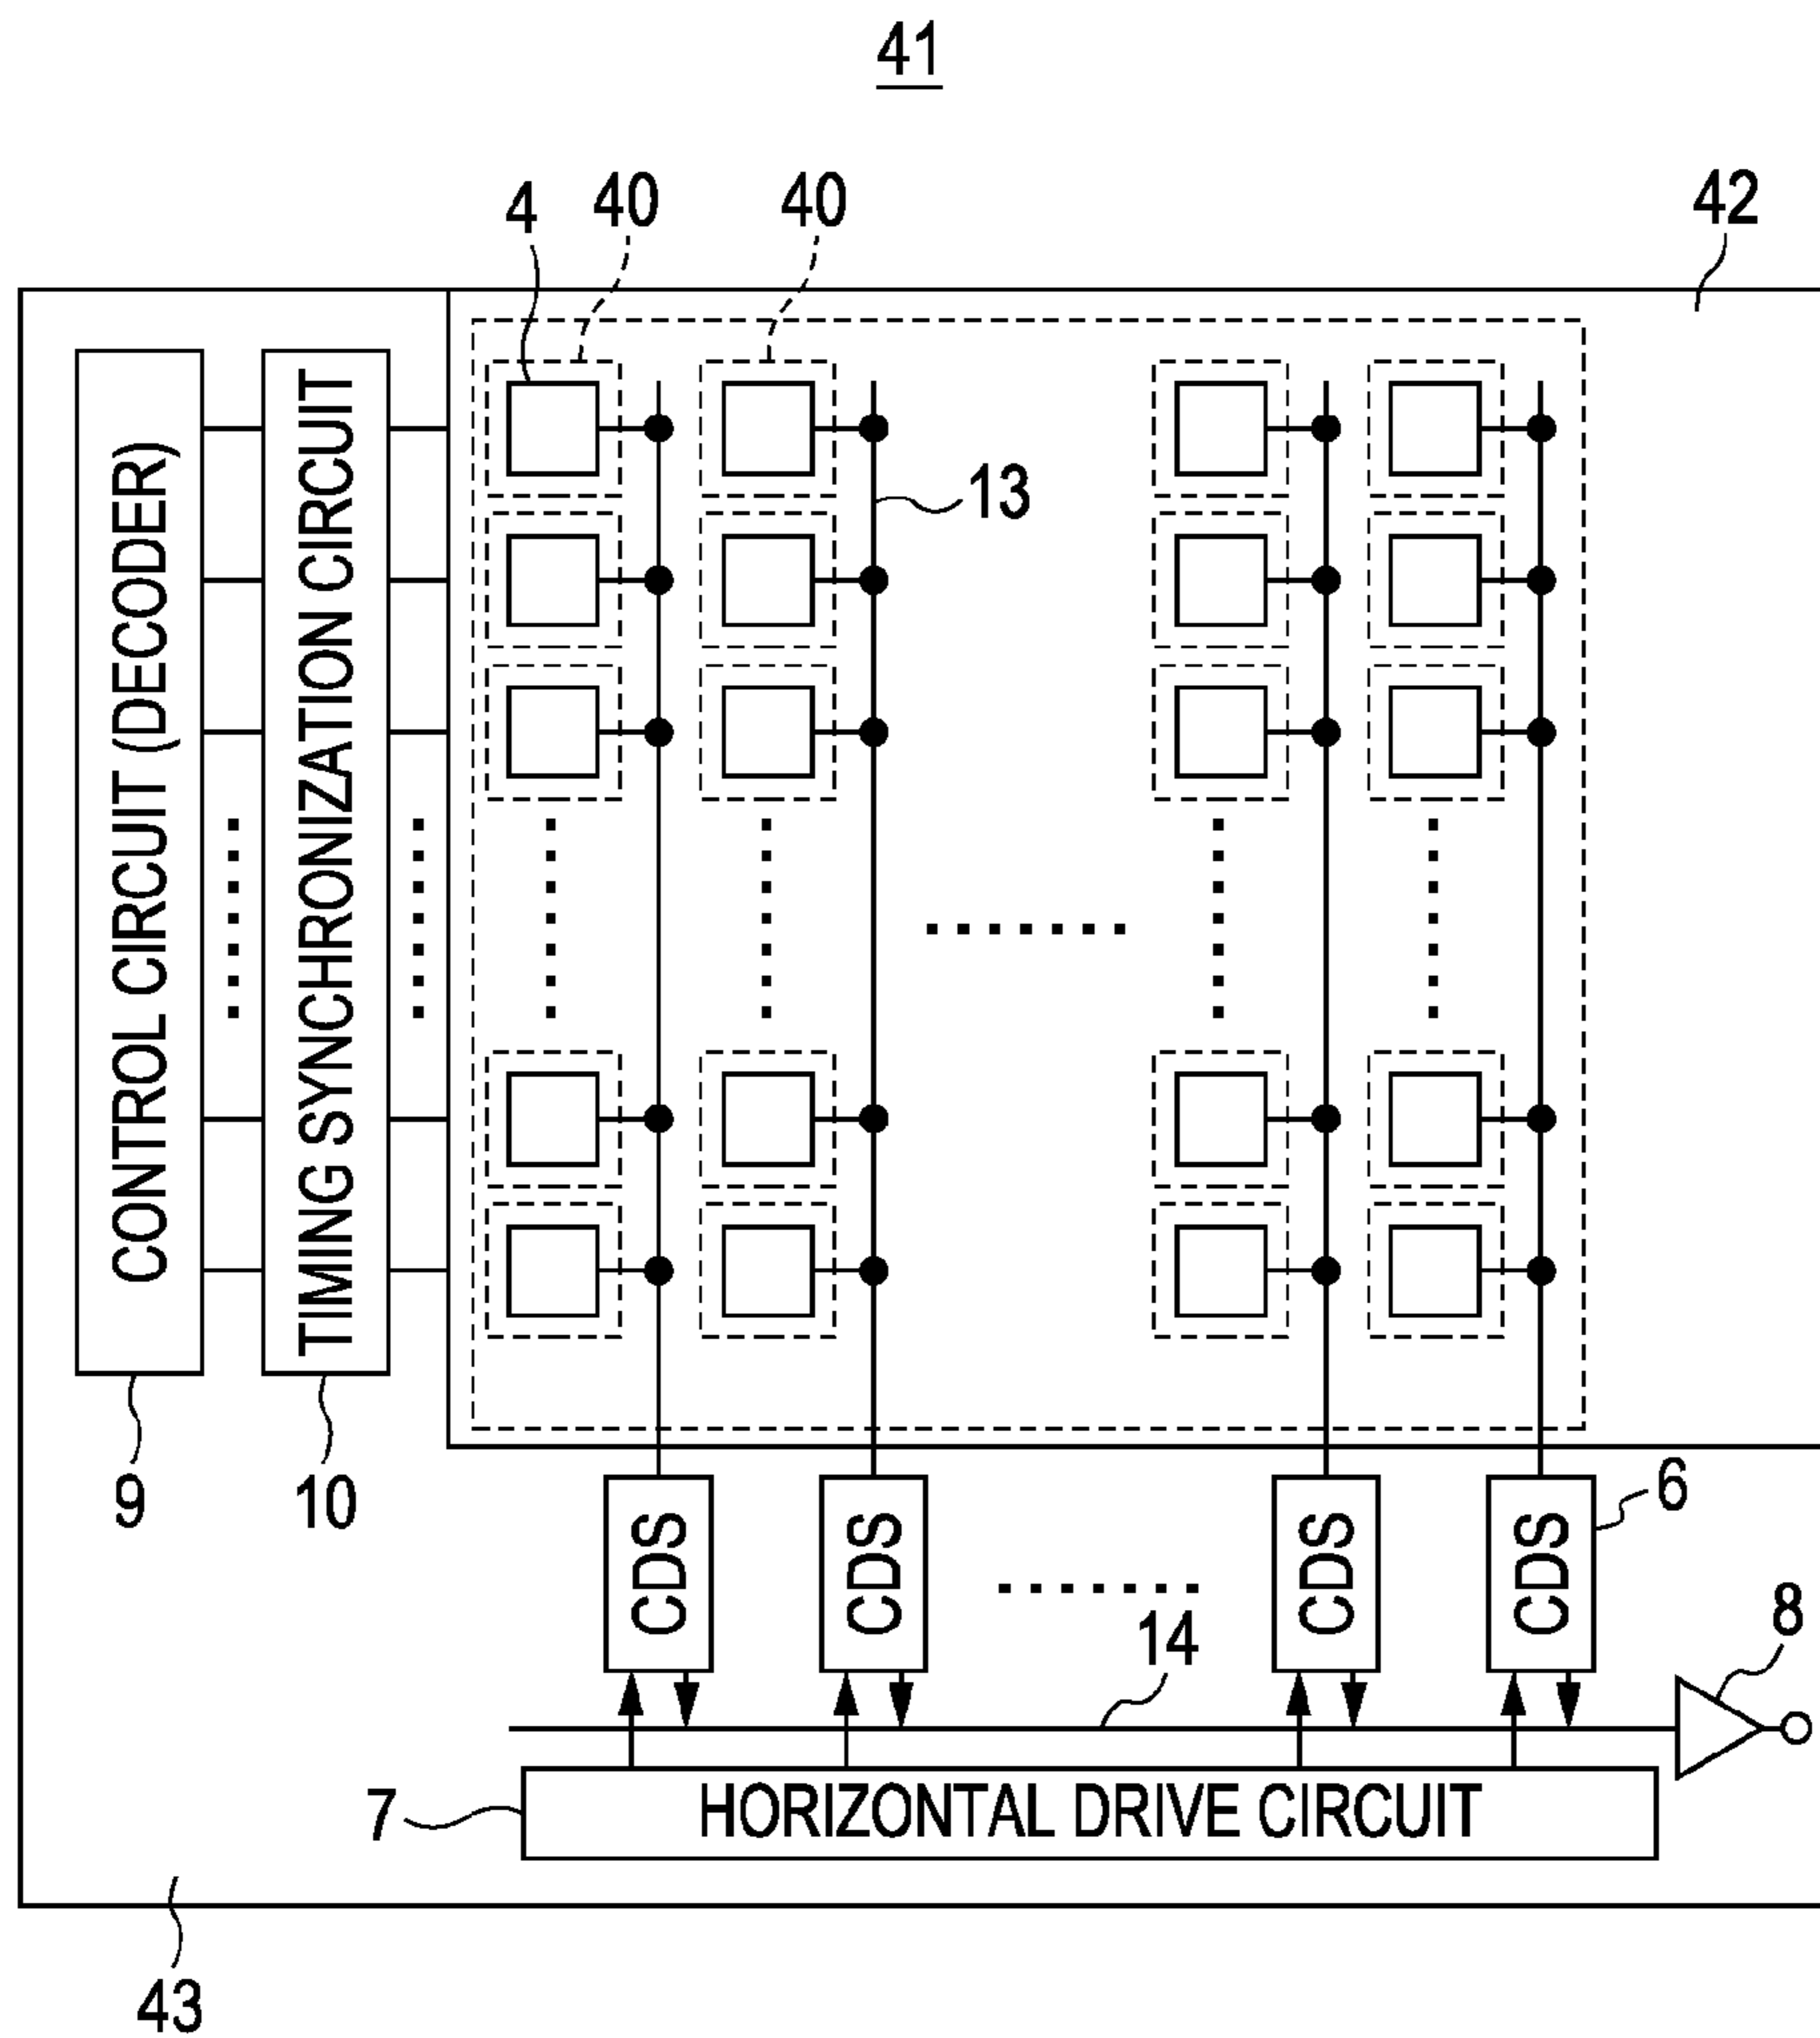 41
4
40
40
42
13
CONTROL CIRCUIT (DECODER)
TIMING SYNCHRONIZATION CIRCUIT
9
10
CDS
CDS
CDS
CDS
6
14
8
7
HORIZONTAL DRIVE CIRCUIT
43